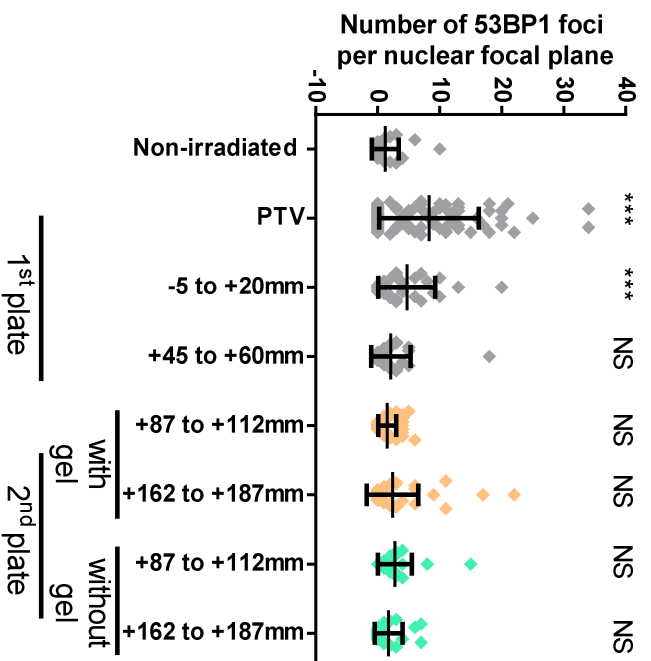 Number of 53BP1 foci
per nuclear focal plane
-10
0
10
20
30
40
Non-irradiated
***
PTV
***
-5 to +20mm
NS
+45 to +60mm
NS
+87 to +112mm
NS
+162 to +187mm
NS
+87 to +112mm
NS
+162 to +187mm
NS
1st plate
with
gel
without
gel
2nd plate